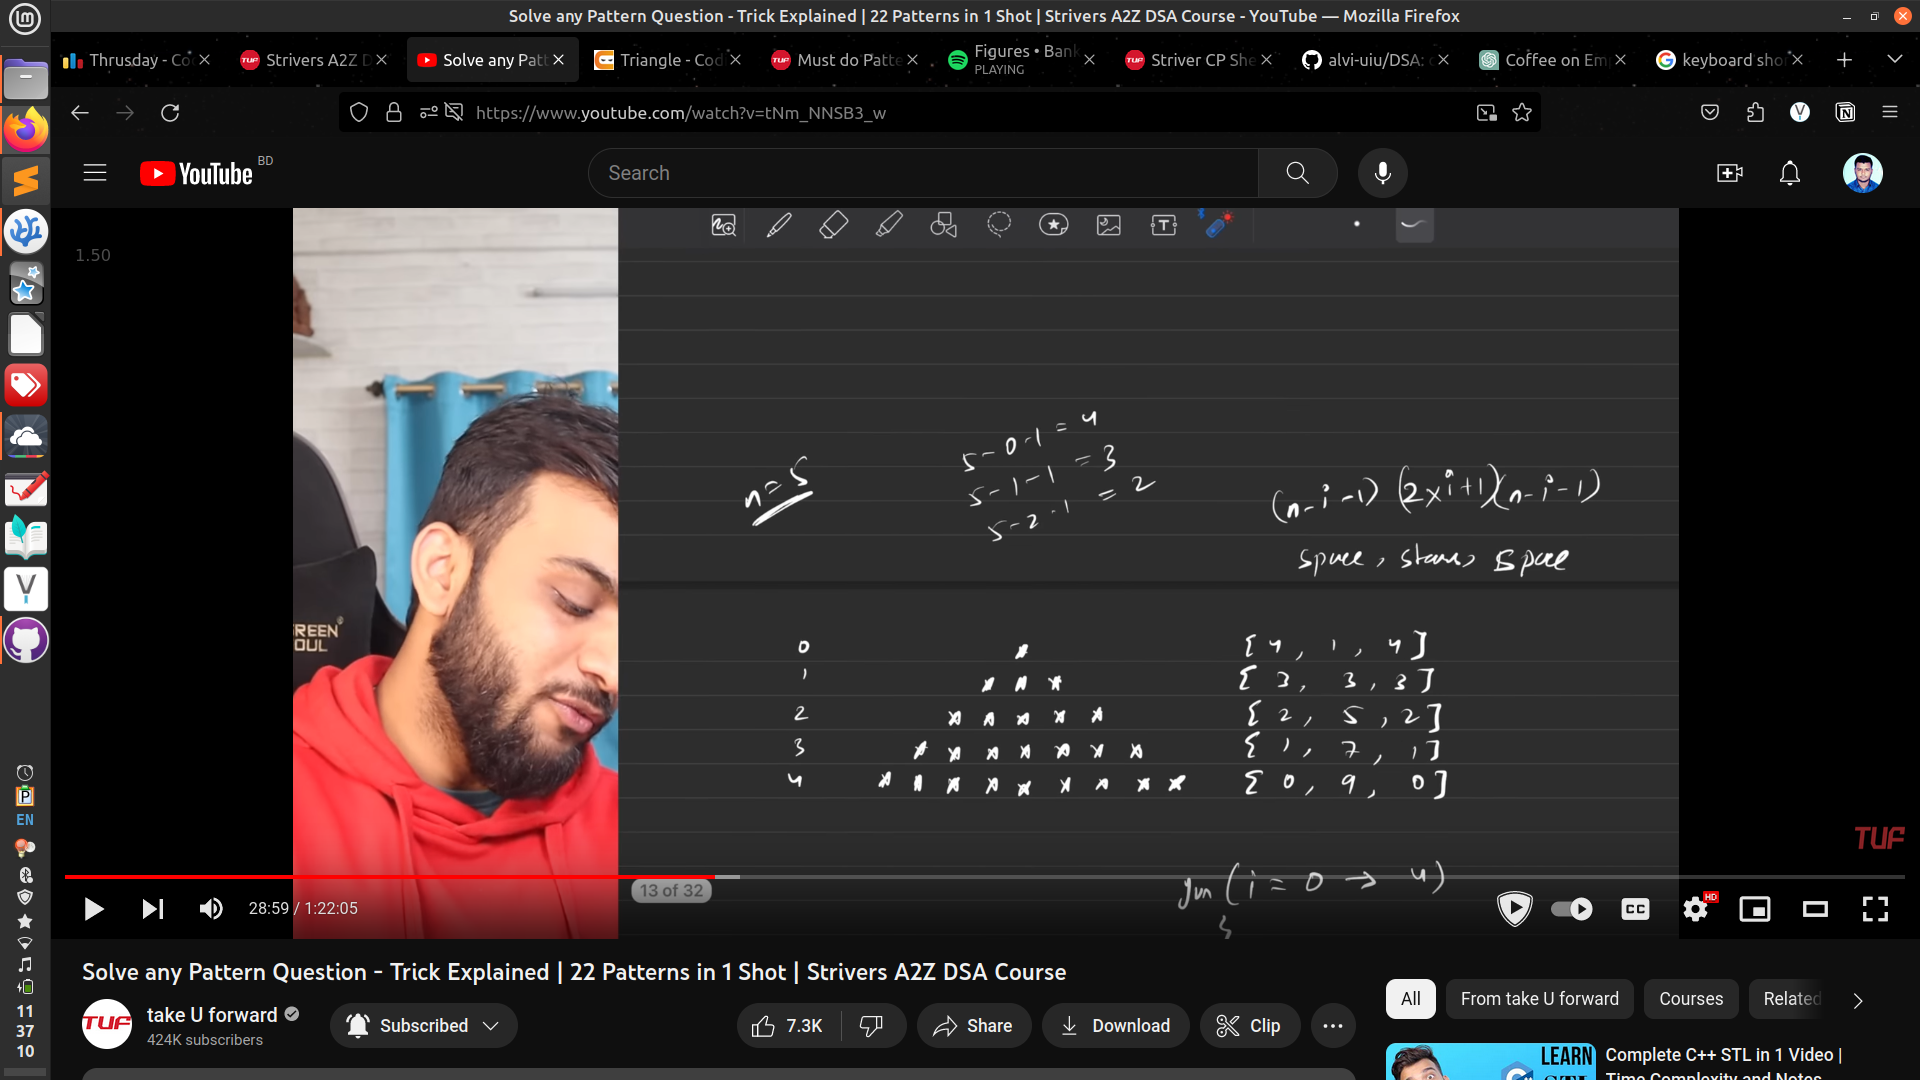 Solve any Pattern Question - Trick Explained | 22 Patterns in 1 Shot | Strivers A2Z DSA Course - YouTube — Mozilla Firefox
Thrusday - Co
Strivers A2Z D
Solve any Patt
Triangle - Cod
Must do Patte
Figures • Bank
PLAYING
Striver CP She
alvi-uiu/DSA: c
Coffee on Em
keyboard sho
https://www.youtube.com/watch?v=tNm_NNSB3_w
YouTube BD
Search
1.50
n=5
5-0-1 = 4
5-1-1 = 3
5-2-1 = 2
(n-i-1) (2xi+1)(n-i-1)
space, stars, space
0 * [4, 1, 4]
1 * * * [3, 3, 3]
2 * * * * * [2, 5, 2]
3 * * * * * * * [1, 7, 1]
4 * * * * * * * * * [0, 9, 0]
REEN
OUL
TUF
13 of 32
(i = 0 → 4)
{
28:59 / 1:22:05
CC
HD
Solve any Pattern Question - Trick Explained | 22 Patterns in 1 Shot | Strivers A2Z DSA Course
TUF
take U forward
424K subscribers
Subscribed
7.3K
Share
Download
Clip
All
From take U forward
Courses
Related
LEARN
Complete C++ STL in 1 Video |
Time Complexity and Notes
EN
11
37
10